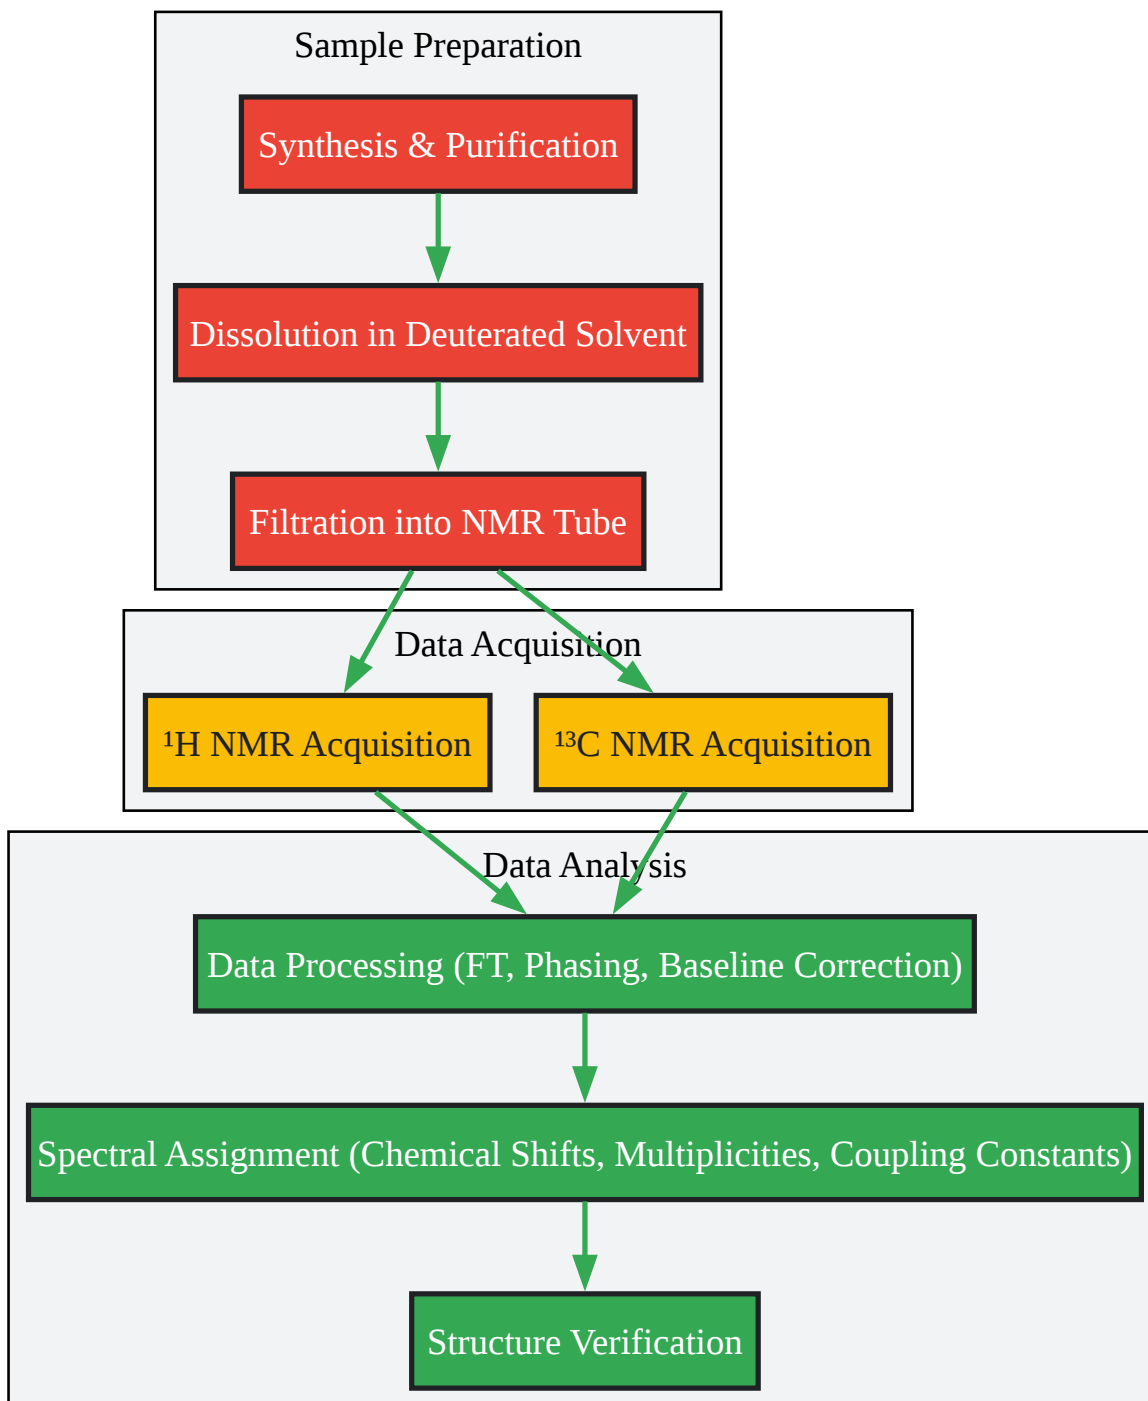 Sample Preparation
Synthesis & Purification
Dissolution in Deuterated Solvent
Filtration into NMR Tube
Data Acquisition
¹H NMR Acquisition
¹³C NMR Acquisition
Data Analysis
Data Processing (FT, Phasing, Baseline Correction)
Spectral Assignment (Chemical Shifts, Multiplicities, Coupling Constants)
Structure Verification